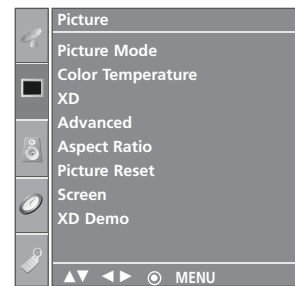 Picture
Picture Mode
Color Temperature
XD
Advanced
Aspect Ratio
Picture Reset
Screen
XD Demo
▲▼ ◄► ◉ MENU